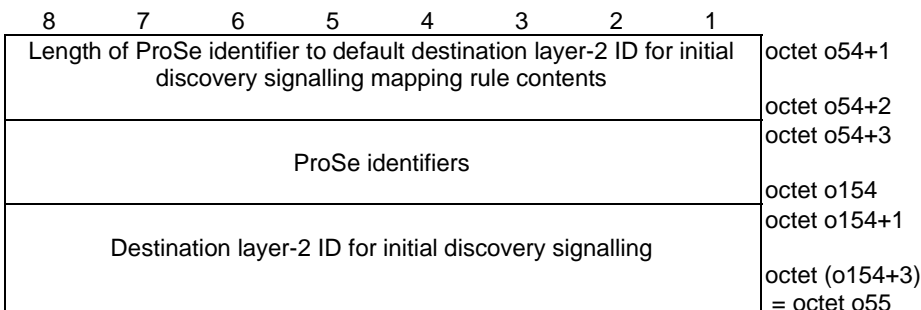 8 7 6 5 4 3 2 1
Length of ProSe identifier to default destination layer-2 ID for initial
discovery signalling mapping rule contents
octet o54+1
octet o54+2
ProSe identifiers
octet o54+3
octet o154
Destination layer-2 ID for initial discovery signalling
octet o154+1
octet (o154+3)
= octet o55